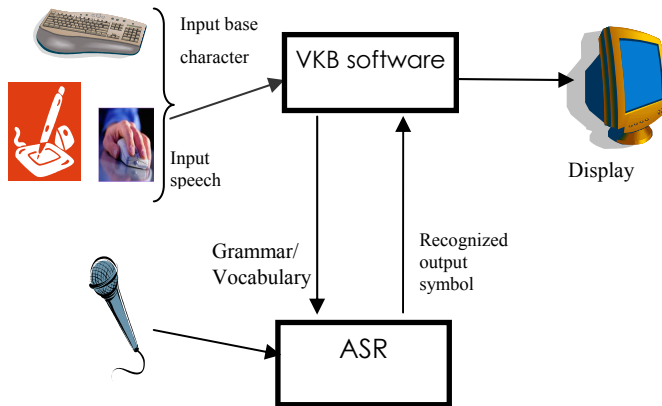 Input base
character
VKB software
Input
speech
Display
Grammar/
Vocabulary
Recognized
output
symbol
ASR